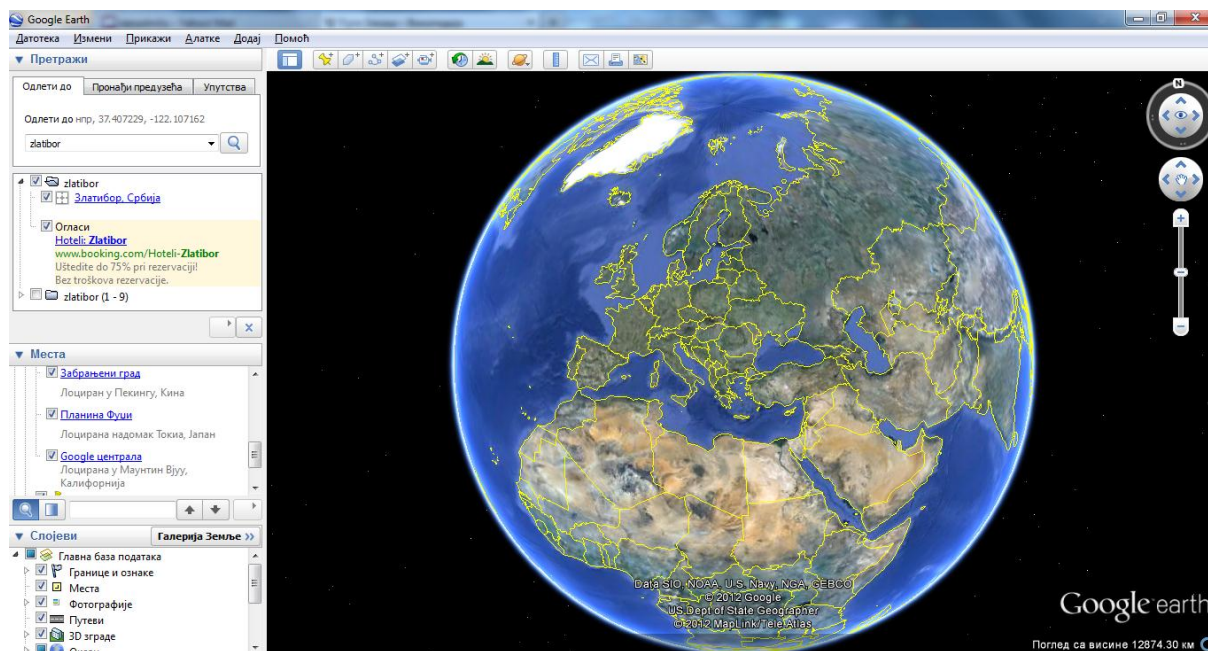 Google Earth
Датотека Измени Прикажи Алатке Додај Помоћ
Претражи
Одлети до Пронађи предузећа Упутства
Одлети до нпр, 37.407229, -122.107162
zlatibor
zlatibor
Златибор, Србија
Огласи
Hoteli: Zlatibor
www.booking.com/Hoteli-Zlatibor
Uštedite do 75% pri rezervaciji!
Bez troškova rezervacije.
zlatibor (1 - 9)
Места
Забрањени град
Лоциран у Пекингу, Кина
Планина Фуџи
Лоцирана надомак Токиа, Јапан
Google централа
Лоцирана у Маунтин Вјуу,
Калифорнија
Слојеви Галерија Земље >>
Главна база података
Границе и ознаке
Места
Фотографије
Путеви
3D зграде
N
Data SIO, NOAA, U.S. Navy, NGA, GEBCO
© 2012 Google
US Dept of State Geographer
© 2012 MapLink/Tele Atlas
Google earth
Поглед са висине 12874.30 км